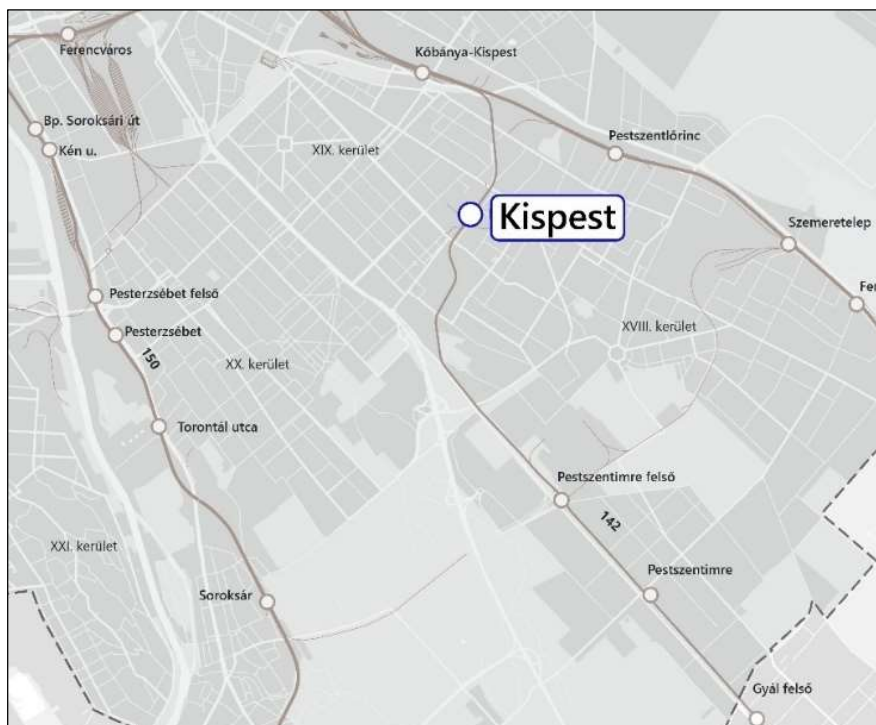 Ferencváros
Kőbánya-Kispest
Bp. Soroksári út
Kén u.
XIX. kerület
Pestszentlőrinc
Kispest
Szemeretelep
Fer
Pesterzsébet felső
Pesterzsébet
150
XX. kerület
XVIII. kerület
Torontál utca
Pestszentimre felső
142
XXI. kerület
Soroksár
Pestszentimre
Gyál felső